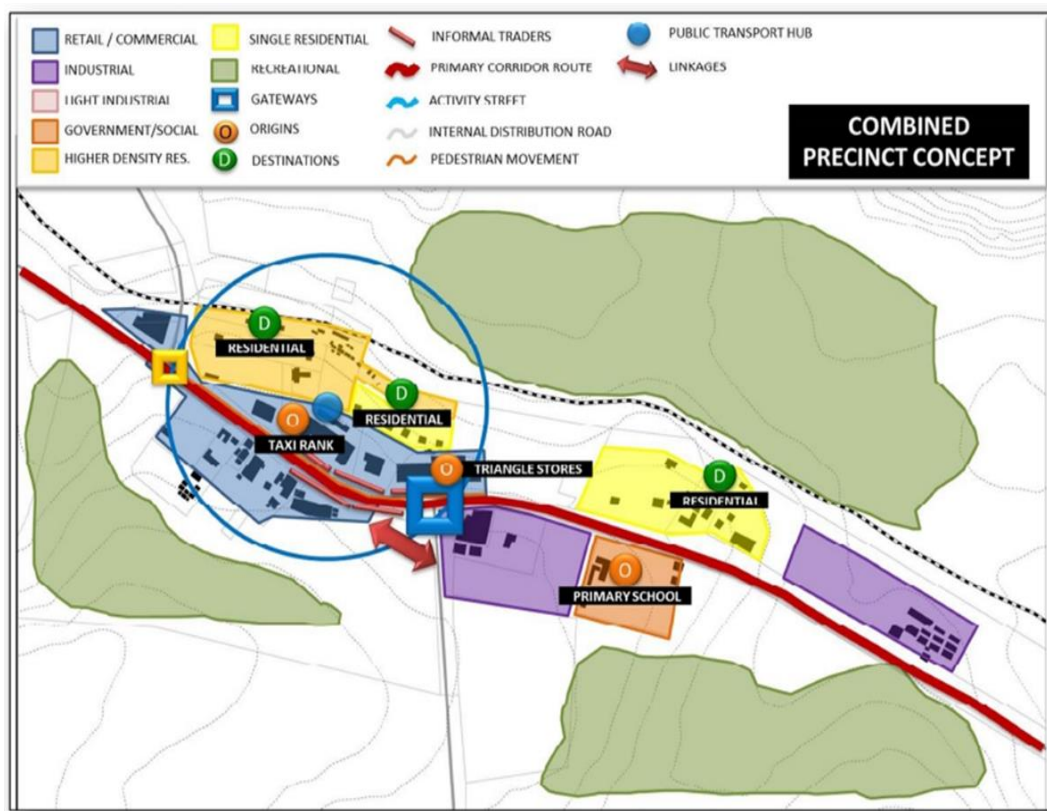 RETAIL / COMMERCIAL
INDUSTRIAL
LIGHT INDUSTRIAL
GOVERNMENT/SOCIAL
HIGHER DENSITY RES.
SINGLE RESIDENTIAL
RECREATIONAL
GATEWAYS
O ORIGINS
D DESTINATIONS
INFORMAL TRADERS
PRIMARY CORRIDOR ROUTE
ACTIVITY STREET
INTERNAL DISTRIBUTION ROAD
PEDESTRIAN MOVEMENT
PUBLIC TRANSPORT HUB
LINKAGES
COMBINED
PRECINCT CONCEPT
D
RESIDENTIAL
D
RESIDENTIAL
O
TAXI RANK
O TRIANGLE STORES
D
RESIDENTIAL
O
PRIMARY SCHOOL